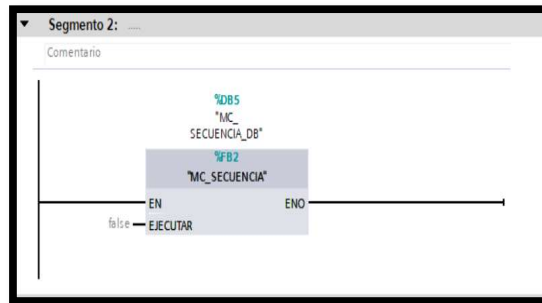 Segmento 2: .....
Comentario
%DB5
"MC_
SECUENCIA_DB"
%FB2
"MC_SECUENCIA"
EN ENO
false EJECUTAR